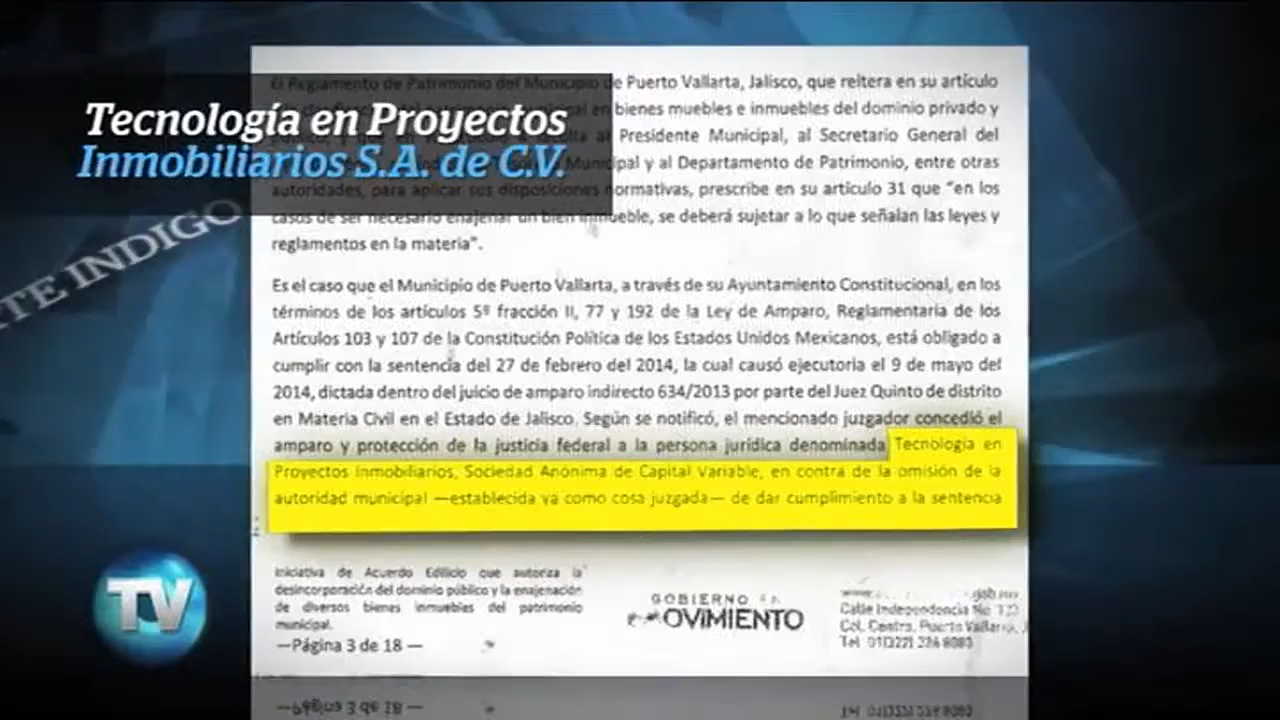 Tecnología en Proyectos
Inmobiliarios S.A. de C.V.
El Reglamento de Patrimonio del Municipio de Puerto Vallarta, Jalisco, que reitera en su artículo
en bienes muebles e inmuebles del dominio privado y
al Presidente Municipal, al Secretario General del
Municipal y al Departamento de Patrimonio, entre otras
autoridades, para aplicar sus disposiciones normativas, prescribe en su artículo 31 que "en los
casos de ser necesario enajenar un bien inmueble, se deberá sujetar a lo que señalan las leyes y
reglamentos en la materia".
Es el caso que el Municipio de Puerto Vallarta, a través de su Ayuntamiento Constitucional, en los
términos de los artículos 5º fracción II, 77 y 192 de la Ley de Amparo, Reglamentaria de los
Artículos 103 y 107 de la Constitución Política de los Estados Unidos Mexicanos, está obligado a
cumplir con la sentencia del 27 de febrero del 2014, la cual causó ejecutoria el 9 de mayo del
2014, dictada dentro del juicio de amparo indirecto 634/2013 por parte del Juez Quinto de distrito
en Materia Civil en el Estado de Jalisco. Según se notificó, el mencionado juzgador concedió el
amparo y protección de la justicia federal a la persona jurídica denominada Tecnología en
Proyectos Inmobiliarios, Sociedad Anónima de Capital Variable, en contra de la omisión de la
autoridad municipal —establecida ya como cosa juzgada— de dar cumplimiento a la sentencia
Iniciativa de Acuerdo Edilicio que autoriza la
desincorporación del dominio público y la enajenación
de diversos bienes inmuebles del patrimonio
municipal.
—Página 3 de 18 —
GOBIERNO
OVIMIENTO
gob.mx
Calle Independencia No
Col. Centro, Puerto Vallarta, J
Tel.
TE INDIGO
TV